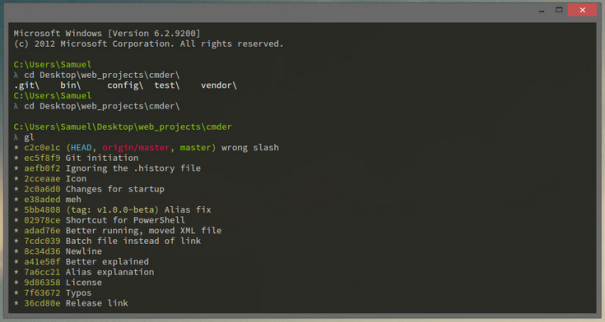 Microsoft Windows [Version 6.2.9200]
(c) 2012 Microsoft Corporation. All rights reserved.
C:\Users\Samuel
λ cd Desktop\web_projects\cmder\
.git\ bin\ config\ test\ vendor\
C:\Users\Samuel
λ cd Desktop\web_projects\cmder\
C:\Users\Samuel\Desktop\web_projects\cmder
λ gl
* c2c0e1c (HEAD, origin/master, master) wrong slash
* ec5f8f9 Git initiation
* aefb0f2 Ignoring the .history file
* 2cceaae Icon
* 2c0a6d0 Changes for startup
* e38aded meh
* 5bb4808 (tag: v1.0.0-beta) Alias fix
* 02978ce Shortcut for PowerShell
* adad76e Better running, moved XML file
* 7cdc039 Batch file instead of link
* 8c34d36 Newline
* a41e50f Better explained
* 7a6cc21 Alias explanation
* 9d86358 License
* 7f63672 Typos
* 36cd80e Release link